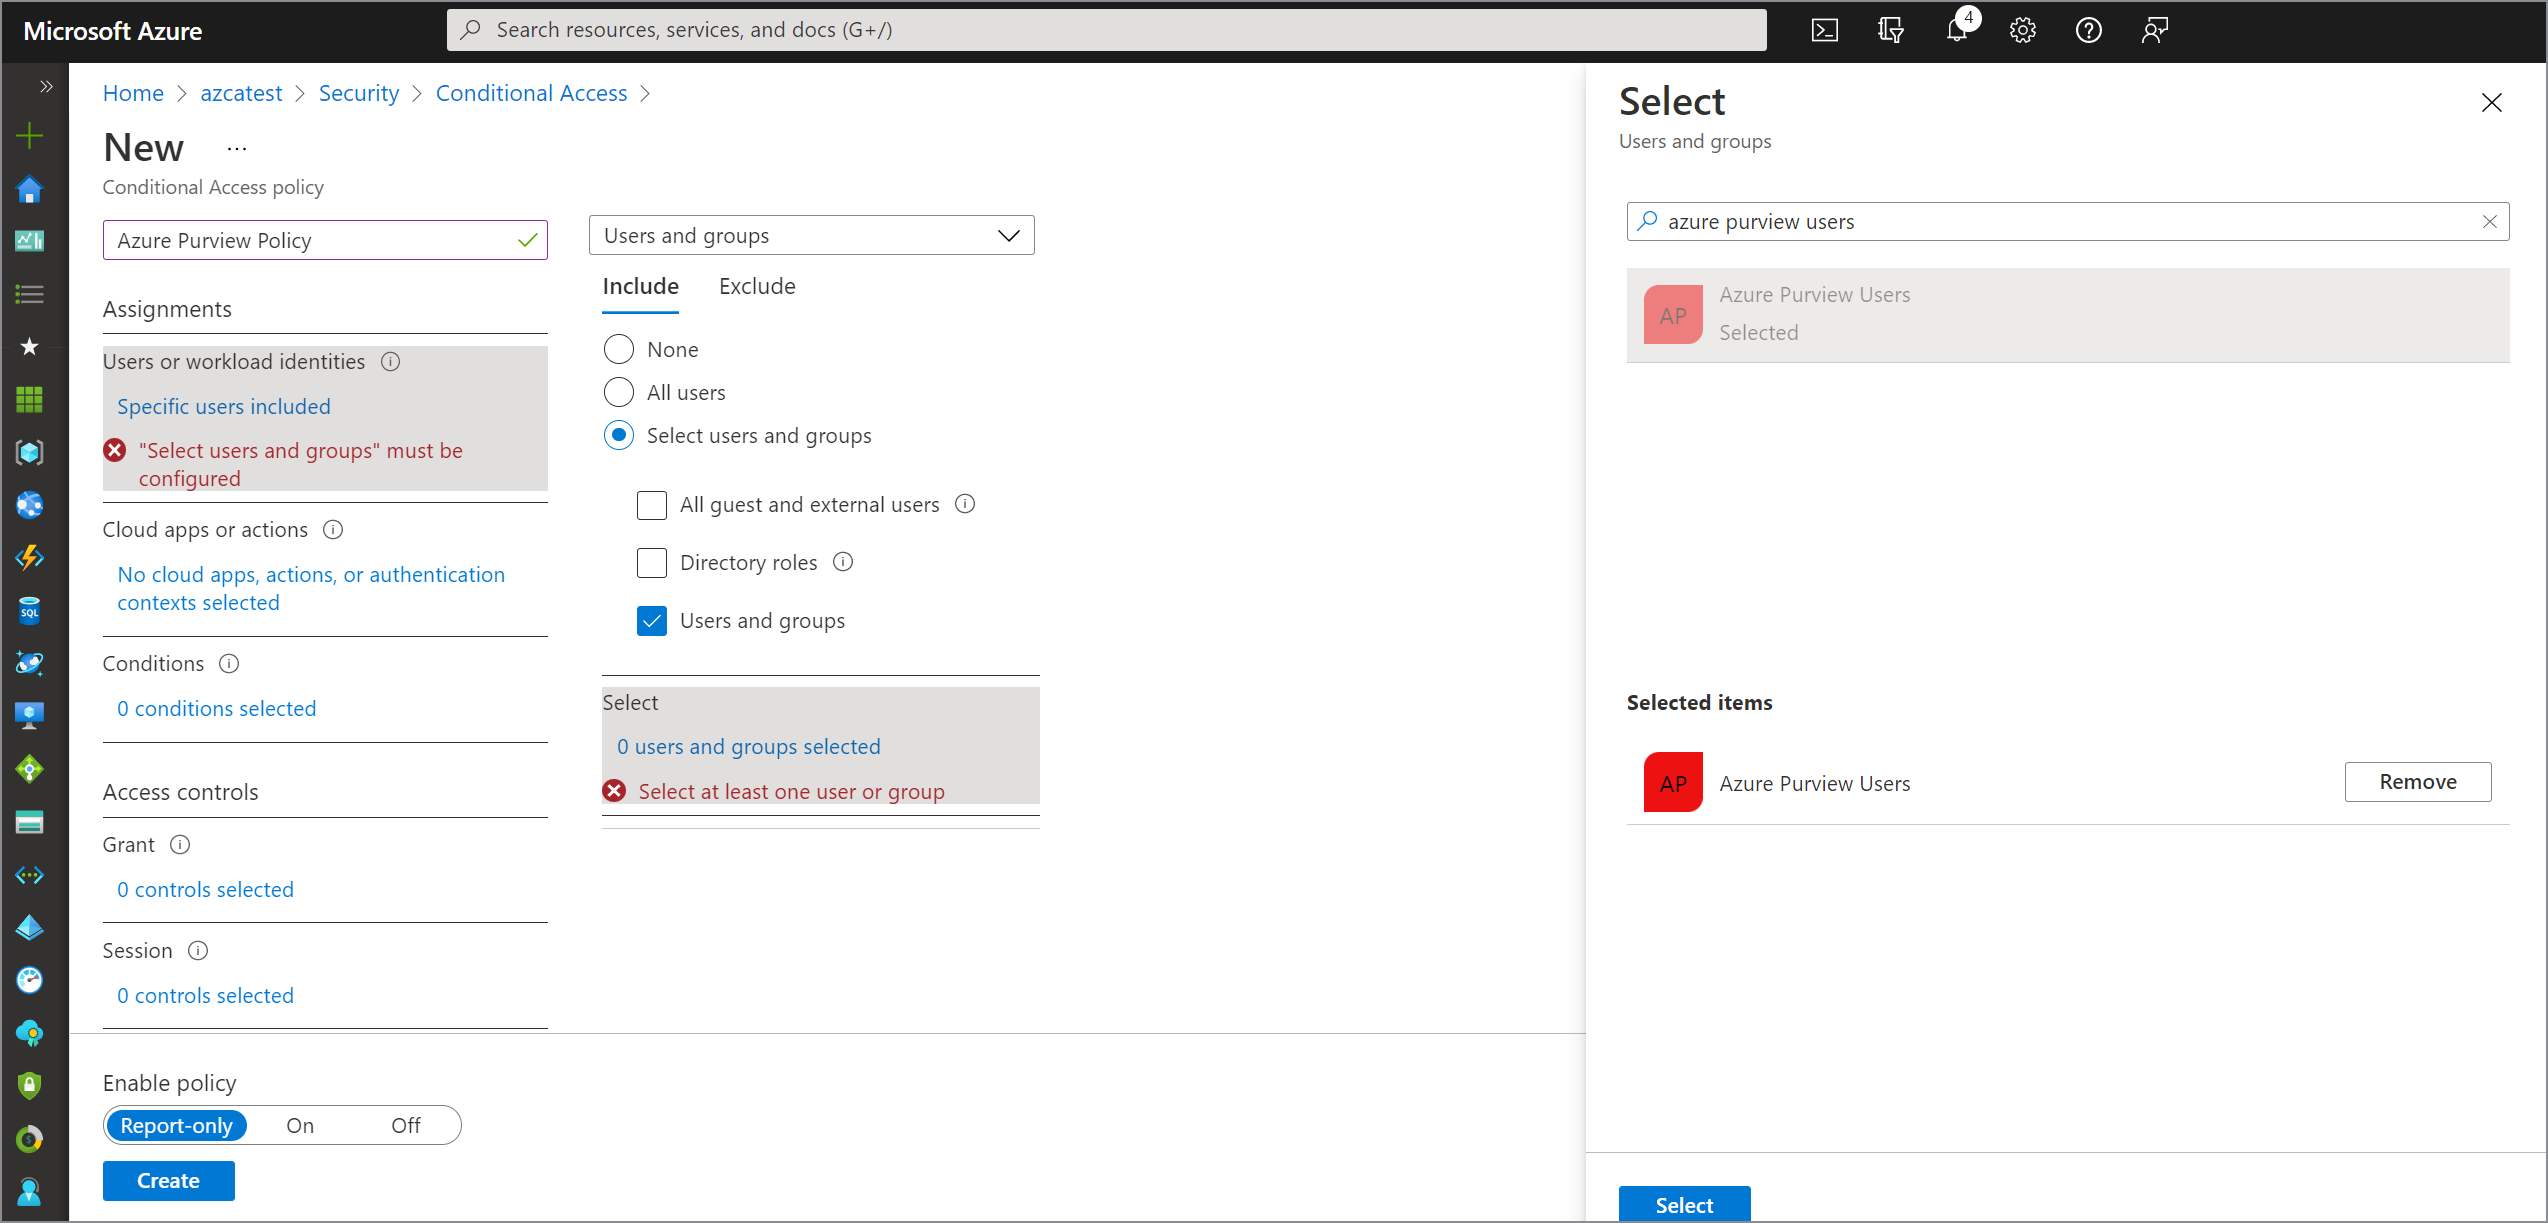 Microsoft Azure
Search resources, services, and docs (G+/)
4
Home > azcatest > Security > Conditional Access >
New ...
Conditional Access policy
Azure Purview Policy
Assignments
Users or workload identities
Specific users included
"Select users and groups" must be
configured
Cloud apps or actions
No cloud apps, actions, or authentication
contexts selected
Conditions
0 conditions selected
Access controls
Grant
0 controls selected
Session
0 controls selected
Enable policy
Report-only On Off
Create
Users and groups
Include Exclude
None
All users
Select users and groups
All guest and external users
Directory roles
Users and groups
Select
0 users and groups selected
Select at least one user or group
Select
Users and groups
azure purview users
AP
Azure Purview Users
Selected
Selected items
AP
Azure Purview Users
Remove
Select
SQL